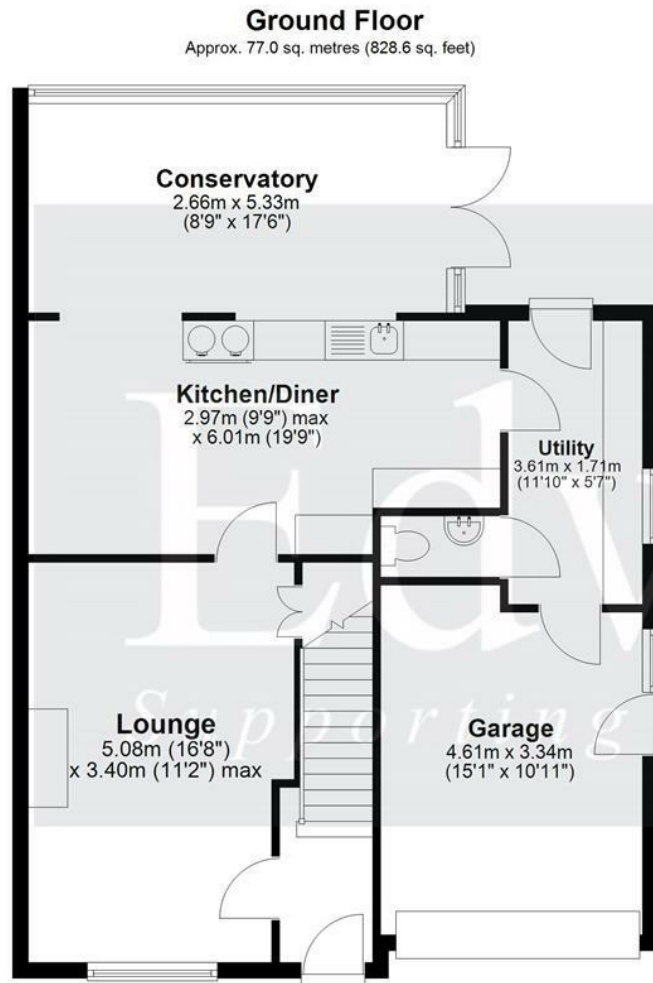 Ground Floor
Approx. 77.0 sq. metres (828.6 sq. feet)
Conservatory
2.66m x 5.33m
(8'9" x 17'6")
Kitchen/Diner
2.97m (9'9") max
x 6.01m (19'9")
Utility
3.61m x 1.71m
(11'10" x 5'7")
Lounge
5.08m (16'8")
x 3.40m (11'2") max
Garage
4.61m x 3.34m
(15'1" x 10'11")
Supporting